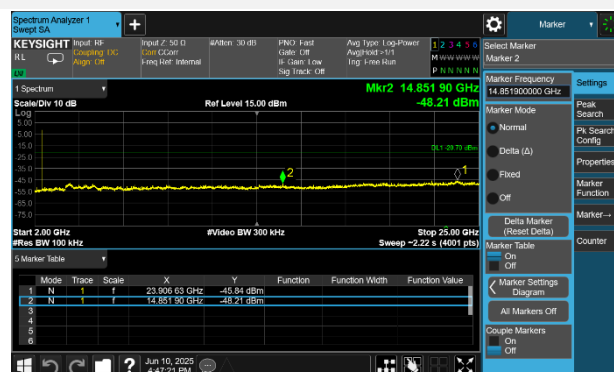 Spectrum Analyzer 1
Swept SA
Marker
KEYSIGHT
RL
Input: RF
Coupling: DC
Align: Off
Input Z: 50 Ω
Corr CCorr
Freq Ref: Internal
#Atten: 30 dB
PNO: Fast
Gate: Off
IF Gain: Low
Sig Track: Off
Avg Type: Log-Power
Avg|Hold:>1/1
Trig: Free Run
1 2 3 4 5 6
M W W W W W
P N N N N N
Select Marker
Marker 2
1 Spectrum
Scale/Div 10 dB
Ref Level 15.00 dBm
Mkr2 14.851 90 GHz
-48.21 dBm
Log
5.00
-5.00
-15.0
-25.0
-35.0
-45.0
-55.0
-65.0
-75.0
2
1
Start 2.00 GHz
#Res BW 100 kHz
#Video BW 300 kHz
Stop 25.00 GHz
Sweep ~2.22 s (4001 pts)
5 Marker Table
Mode Trace Scale X Y Function Function Width Function Value
1 N 1 f 23.906 63 GHz -45.84 dBm
2 N 1 f 14.851 90 GHz -48.21 dBm
3
4
5
6
Marker Frequency
14.851900000 GHz
Marker Mode
Normal
Delta (Δ)
Fixed
Off
Delta Marker
(Reset Delta)
Marker Table
On
Off
Marker Settings
Diagram
All Markers Off
Couple Markers
On
Off
Settings
Peak
Search
Pk Search
Config
Properties
Marker
Function
Marker→
Counter
Jun 10, 2025
4:47:21 PM